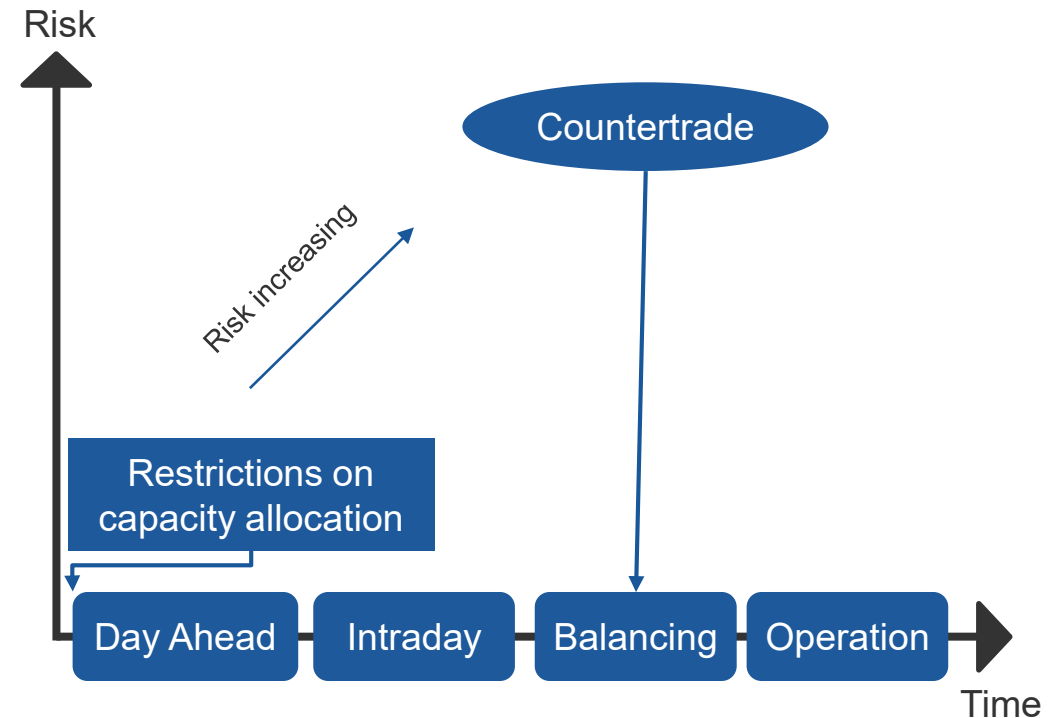 Risk
Countertrade
Risk increasing
Restrictions on
capacity allocation
Day Ahead
Intraday
Balancing
Operation
Time